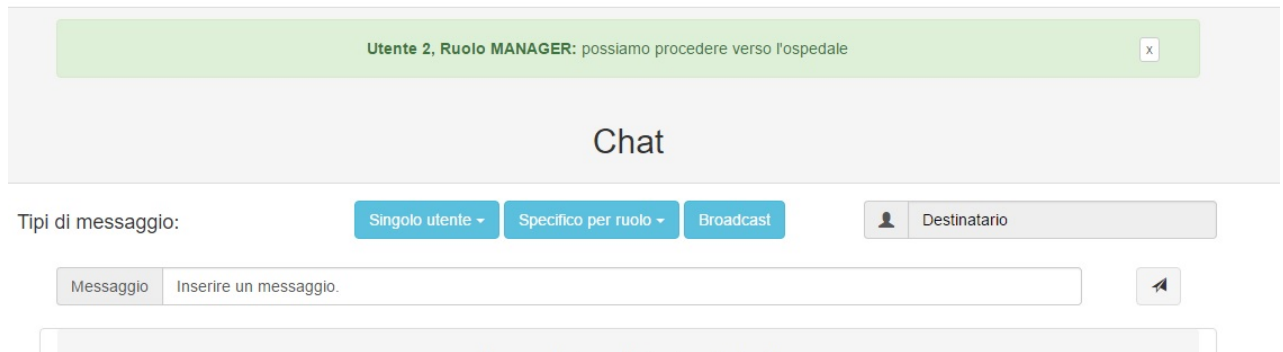 Utente 2, Ruolo MANAGER: possiamo procedere verso l'ospedale x
Chat
Tipi di messaggio: Singolo utente Specifico per ruolo Broadcast Destinatario
Messaggio Inserire un messaggio.